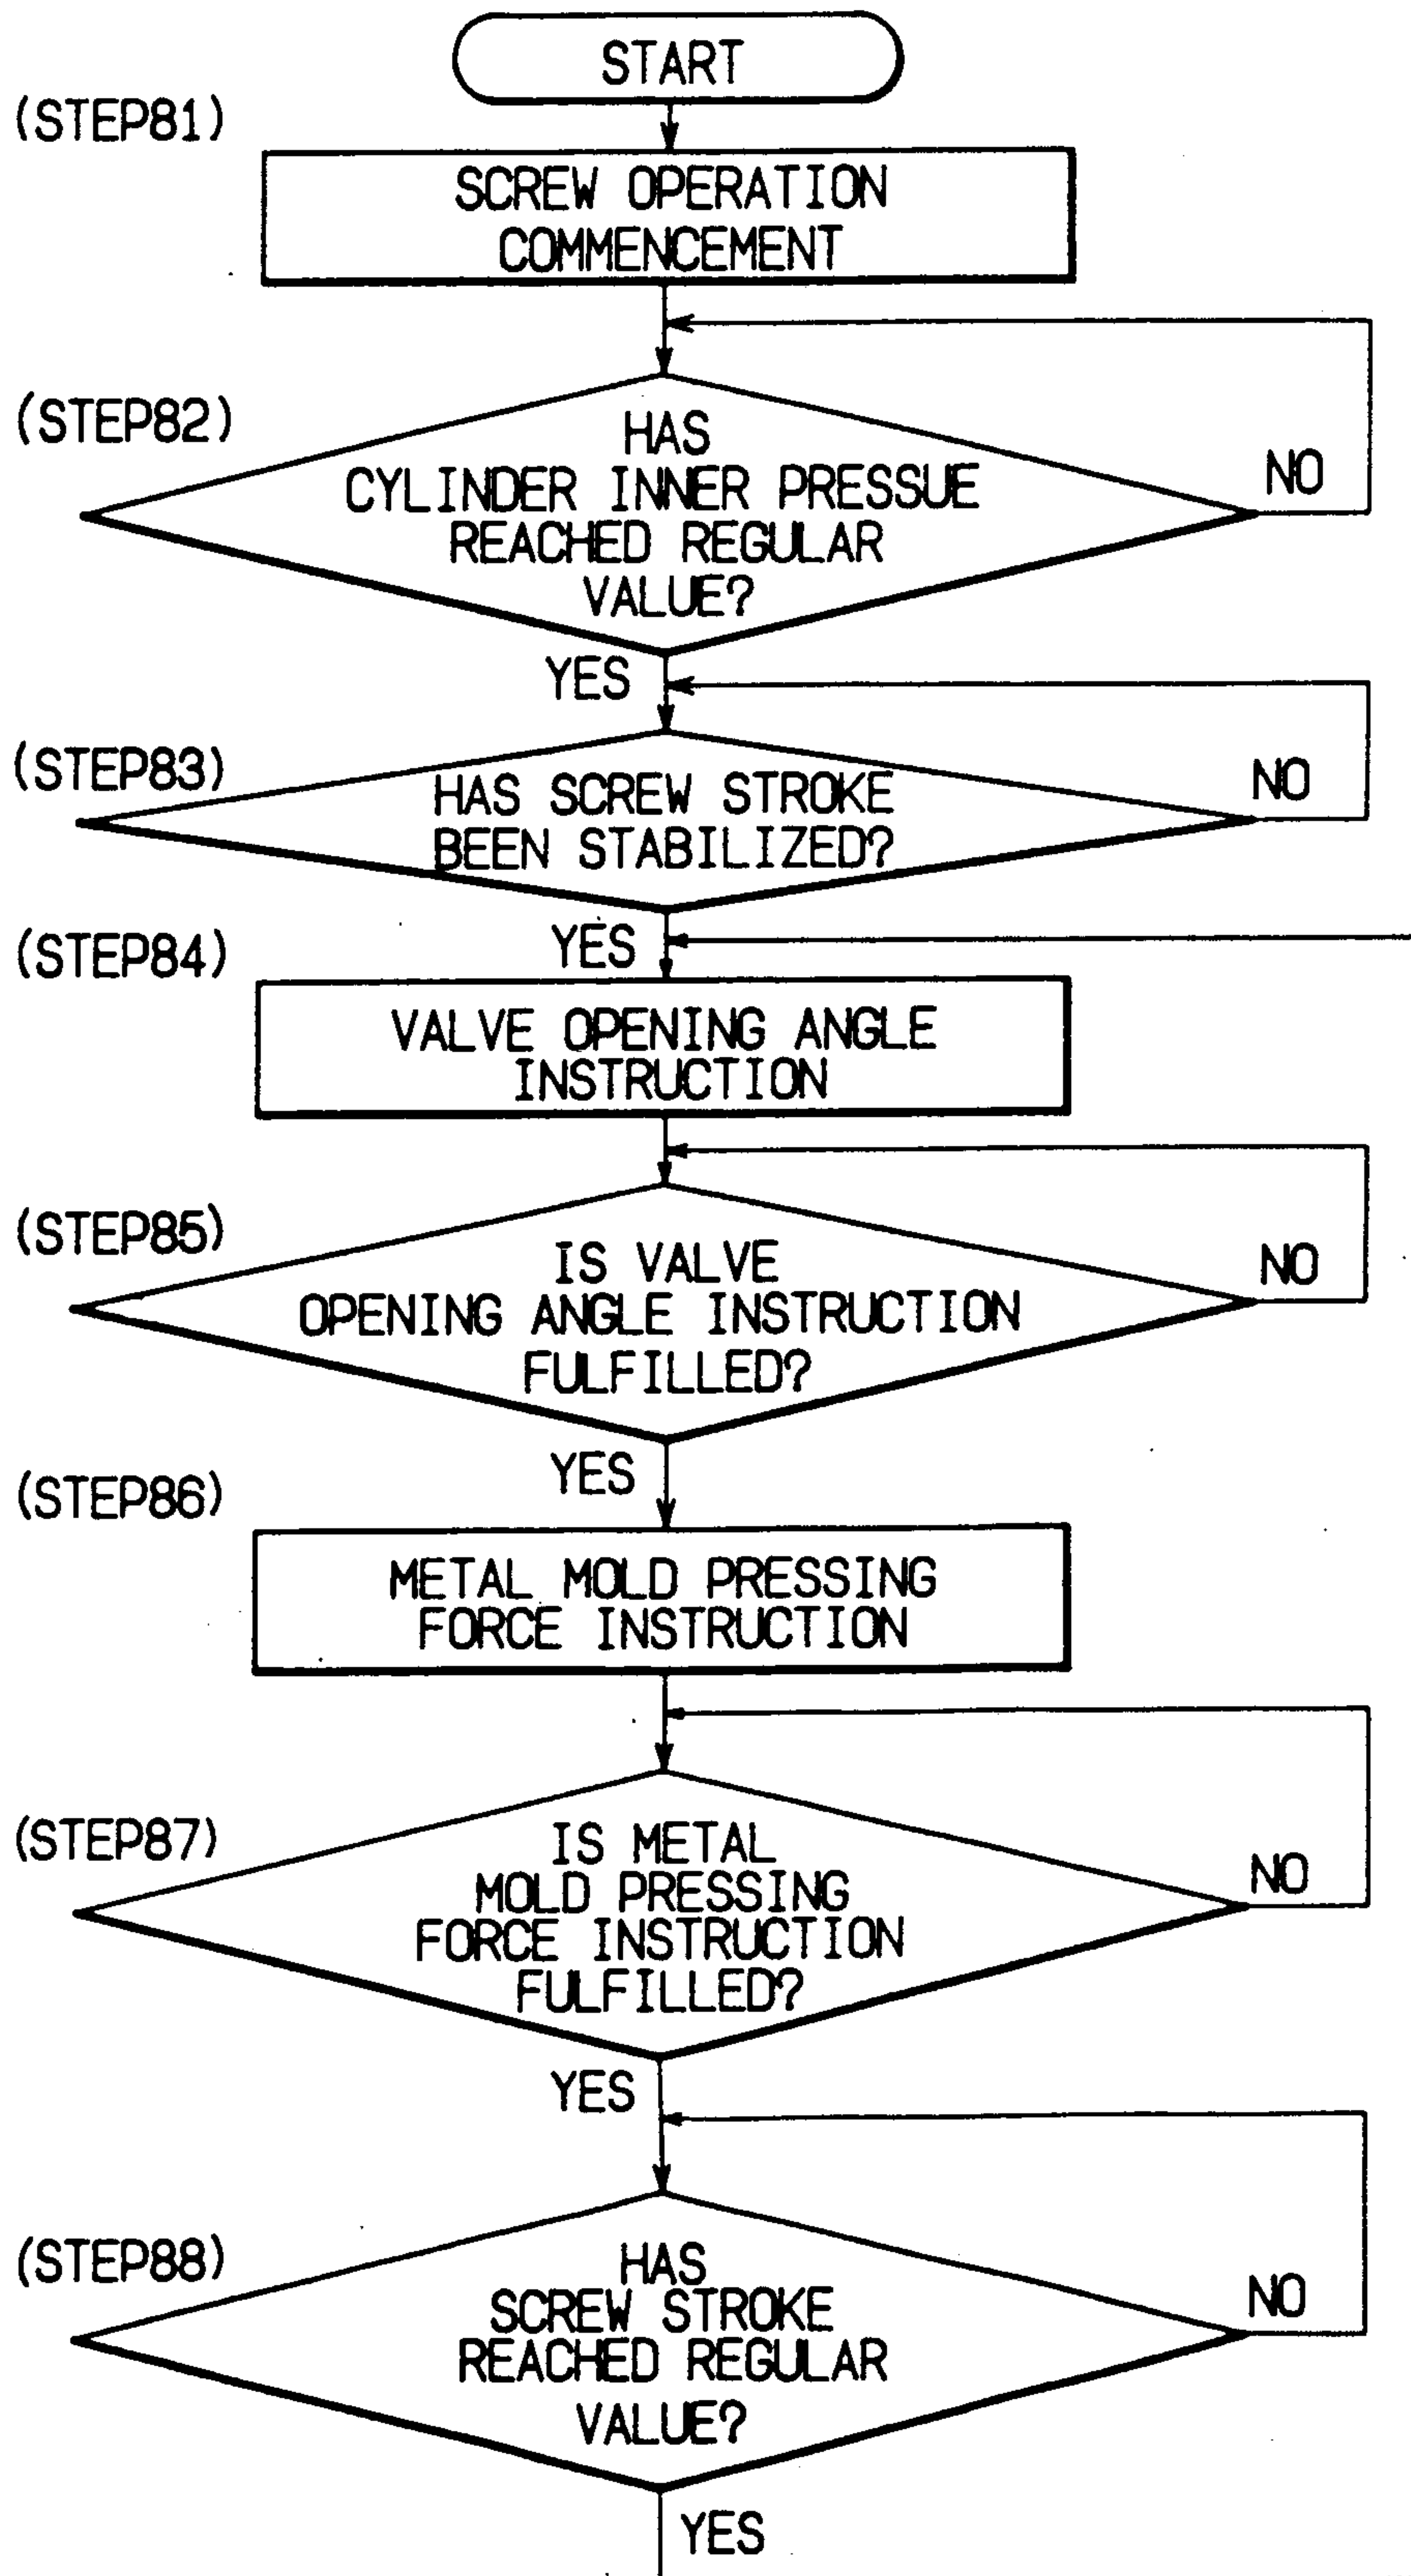 START
(STEP81)
SCREW OPERATION
COMMENCEMENT
(STEP82)
HAS
CYLINDER INNER PRESSUE
REACHED REGULAR
VALUE?
NO
YES
(STEP83)
HAS SCREW STROKE
BEEN STABILIZED?
NO
YES
(STEP84)
VALVE OPENING ANGLE
INSTRUCTION
(STEP85)
IS VALVE
OPENING ANGLE INSTRUCTION
FULFILLED?
NO
YES
(STEP86)
METAL MOLD PRESSING
FORCE INSTRUCTION
(STEP87)
IS METAL
MOLD PRESSING
FORCE INSTRUCTION
FULFILLED?
NO
YES
(STEP88)
HAS
SCREW STROKE
REACHED REGULAR
VALUE?
NO
YES